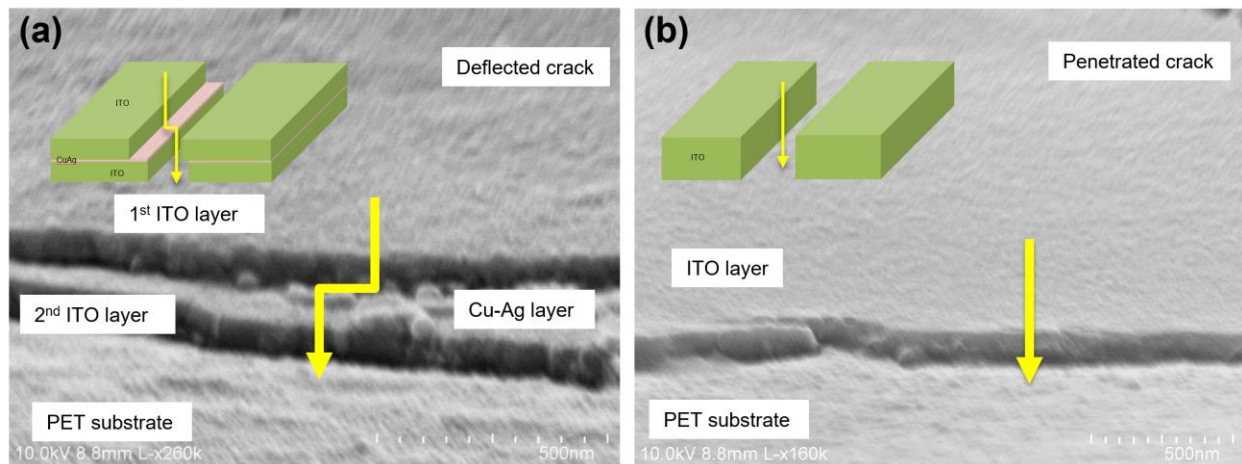 (a)
Deflected crack
ITO
CuAg
ITO
1st ITO layer
2nd ITO layer
Cu-Ag layer
PET substrate
10.0kV 8.8mm L-x260k
500nm
(b)
Penetrated crack
ITO
ITO layer
PET substrate
10.0kV 8.8mm L-x160k
500nm